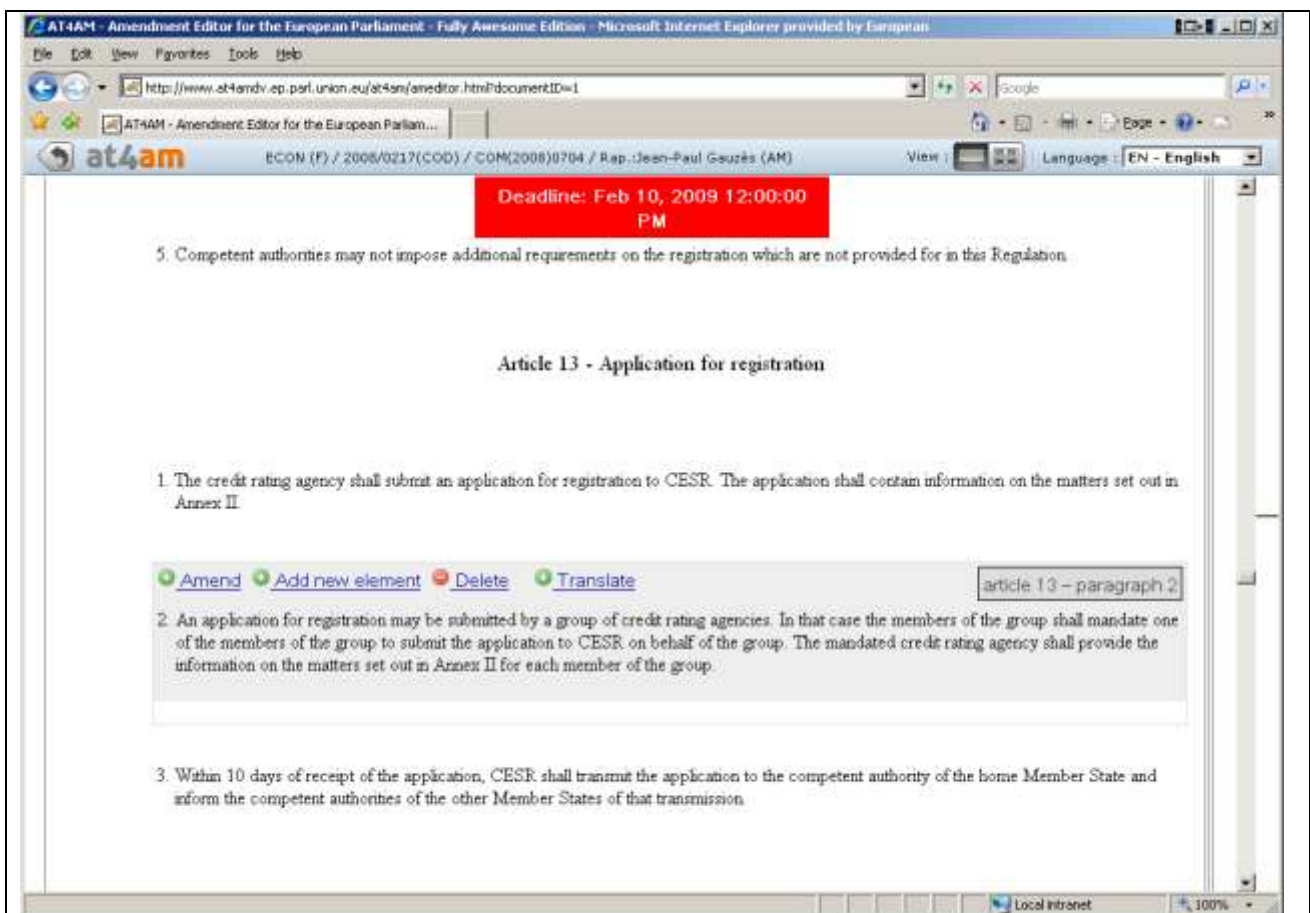 AT4AM - Amendment Editor for the European Parliament - Fully Awesome Edition - Microsoft Internet Explorer provided by European
File Edit View Favorites Tools Help
http://www.at4amdv.ep.parl.union.eu/at4am/ameditor.html?documentID=1
Google
AT4AM - Amendment Editor for the European Parliam...
Page
at4am ECON (F) / 2008/0217(COD) / COM(2008)0704 / Rap.:Jean-Paul Gauzès (AM) View : Language : EN - English
Deadline: Feb 10, 2009 12:00:00
PM
5. Competent authorities may not impose additional requirements on the registration which are not provided for in this Regulation.
Article 13 - Application for registration
1. The credit rating agency shall submit an application for registration to CESR. The application shall contain information on the matters set out in
Annex II.
Amend Add new element Delete Translate article 13 – paragraph 2
2. An application for registration may be submitted by a group of credit rating agencies. In that case the members of the group shall mandate one
of the members of the group to submit the application to CESR on behalf of the group. The mandated credit rating agency shall provide the
information on the matters set out in Annex II for each member of the group.
3. Within 10 days of receipt of the application, CESR shall transmit the application to the competent authority of the home Member State and
inform the competent authorities of the other Member States of that transmission.
Local intranet 100%